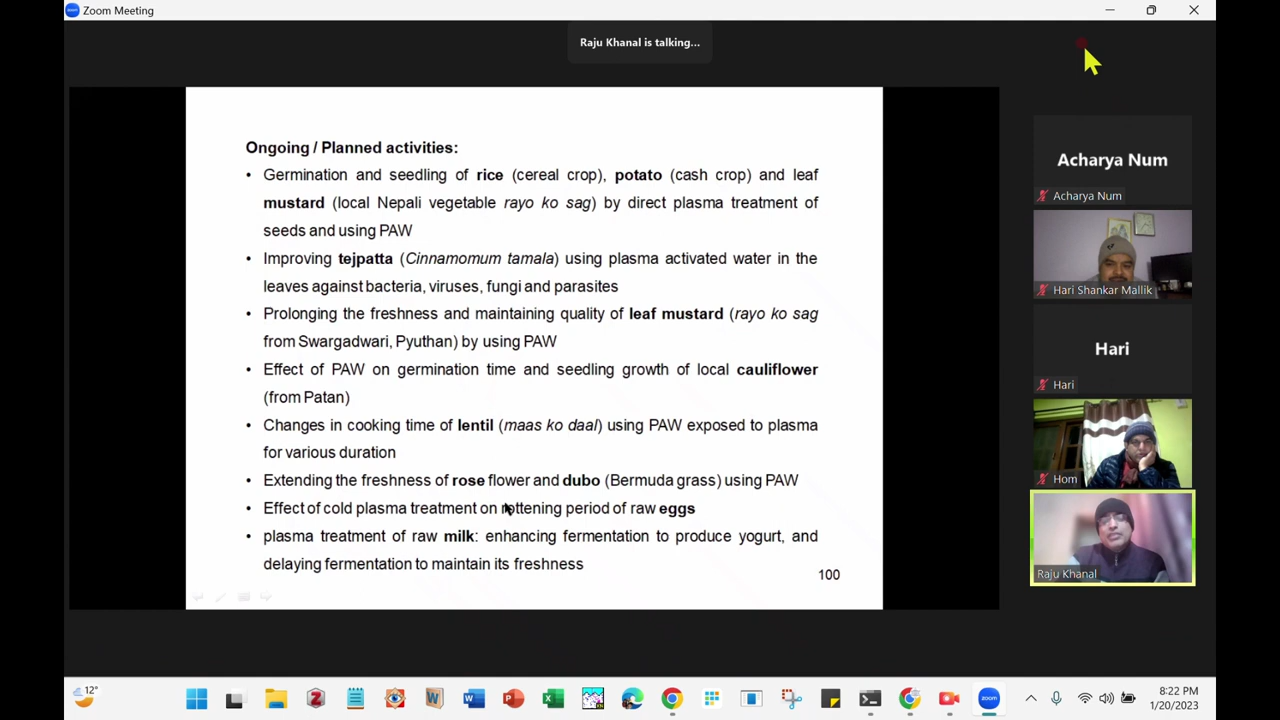 Zoom Meeting
Raju Khanal is talking...
Ongoing / Planned activities:
• Germination and seedling of rice (cereal crop), potato (cash crop) and leaf
mustard (local Nepali vegetable rayo ko sag) by direct plasma treatment of
seeds and using PAW
• Improving tejpatta (Cinnamomum tamala) using plasma activated water in the
leaves against bacteria, viruses, fungi and parasites
• Prolonging the freshness and maintaining quality of leaf mustard (rayo ko sag
from Swargadwari, Pyuthan) by using PAW
• Effect of PAW on germination time and seedling growth of local cauliflower
(from Patan)
• Changes in cooking time of lentil (maas ko daal) using PAW exposed to plasma
for various duration
• Extending the freshness of rose flower and dubo (Bermuda grass) using PAW
• Effect of cold plasma treatment on rottening period of raw eggs
• plasma treatment of raw milk: enhancing fermentation to produce yogurt, and
delaying fermentation to maintain its freshness
100
Acharya Num
Acharya Num
Hari Shankar Mallik
Hari
Hari
Hom
Raju Khanal
12°
zoom
8:22 PM
1/20/2023